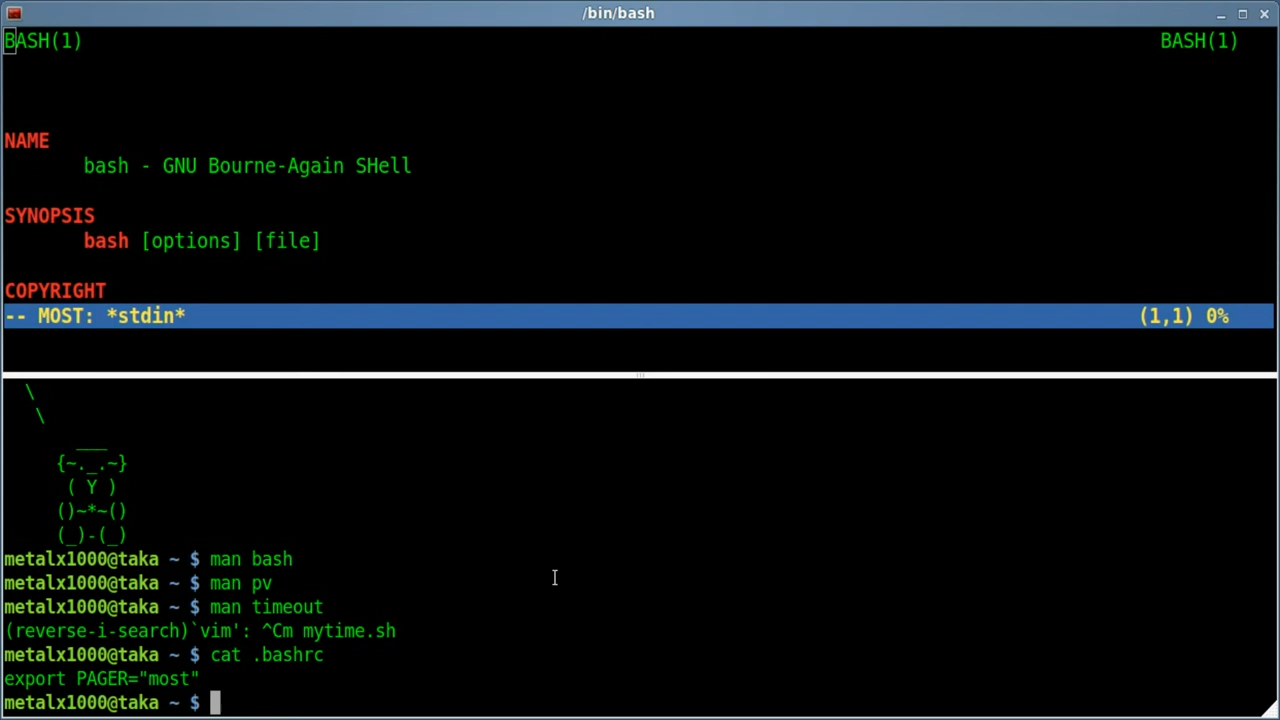 /bin/bash
BASH(1) BASH(1)
NAME
bash - GNU Bourne-Again SHell
SYNOPSIS
bash [options] [file]
COPYRIGHT
-- MOST: *stdin* (1,1) 0%
\
\
___
{~._.~}
( Y )
()~*~()
(_)-(_)
metalx1000@taka ~ $ man bash
metalx1000@taka ~ $ man pv
metalx1000@taka ~ $ man timeout
(reverse-i-search)`vim': ^Cm mytime.sh
metalx1000@taka ~ $ cat .bashrc
export PAGER="most"
metalx1000@taka ~ $